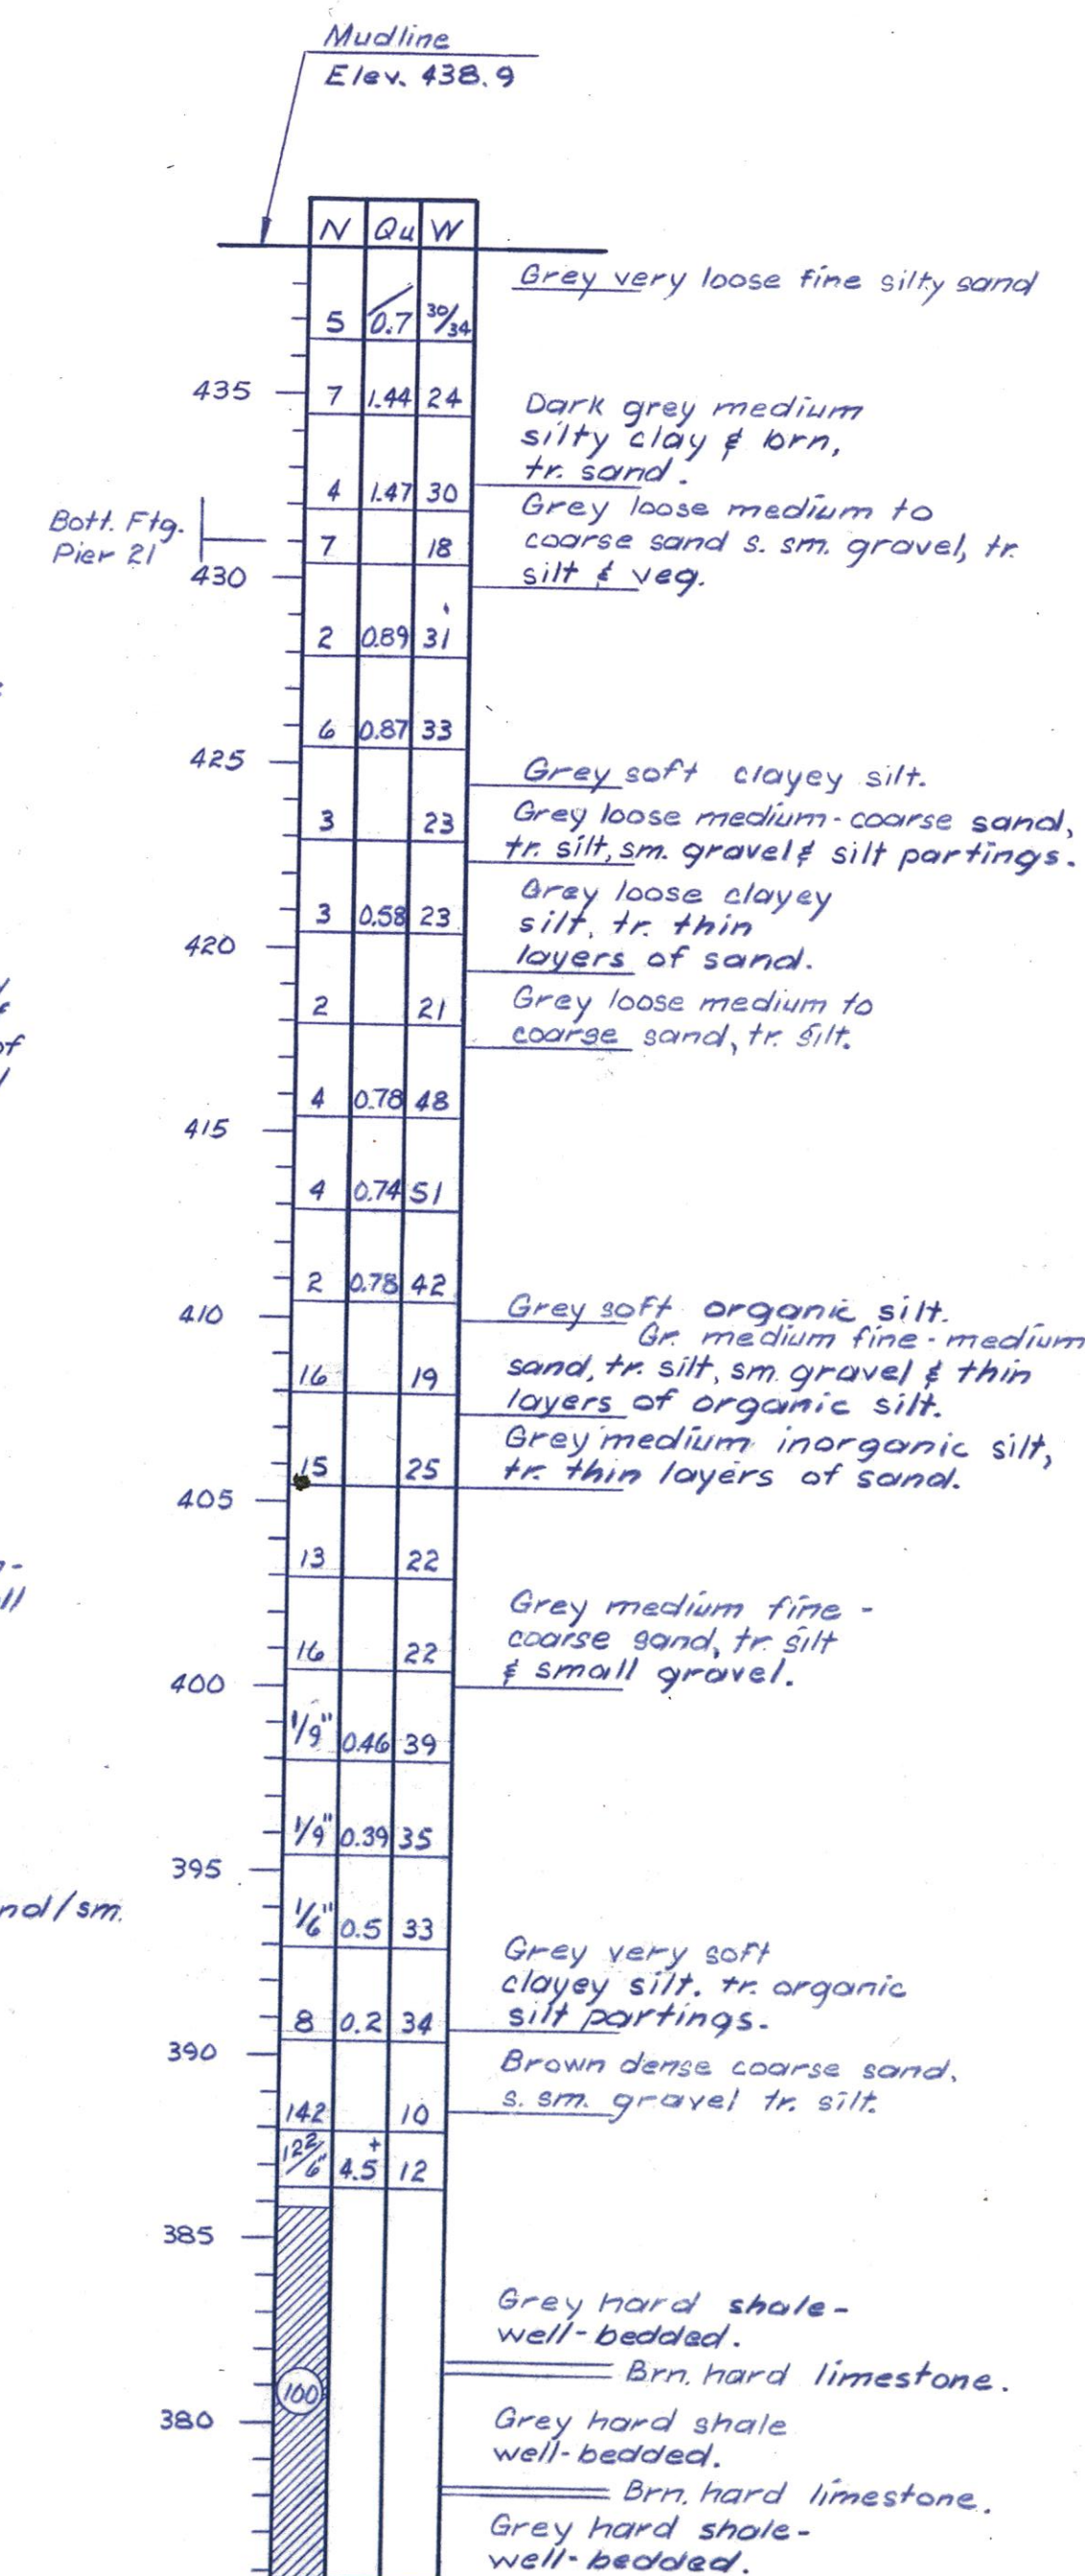 Mudline
Elev. 438.9
N Qu W
Grey very loose fine silty sand
5 0.7 30/34
435 7 1.44 24
Dark grey medium
silty clay & brn,
tr. sand.
4 1.47 30
Grey loose medium to
coarse sand s. sm. gravel, tr.
silt & veg.
Bott. Ftg.
Pier 21
7 18
430
2 0.89 31
6 0.87 33
425
Grey soft clayey silt.
3 23
Grey loose medium-coarse sand,
tr. silt, sm. gravel & silt partings.
Grey loose clayey
silt, tr. thin
layers of sand.
3 0.58 23
420
2 21
Grey loose medium to
coarse sand, tr. silt.
of
4 0.78 48
415
4 0.74 51
2 0.78 42
410
Grey soft organic silt.
Gr. medium fine-medium
sand, tr. silt, sm. gravel & thin
layers of organic silt.
16 19
Grey medium inorganic silt,
tr. thin layers of sand.
15 25
405
13 22
Grey medium fine -
coarse sand, tr. silt
& small gravel.
16 22
400
1/9" 0.46 39
1/9" 0.39 35
395
nd/sm.
1/6" 0.5 33
Grey very soft
clayey silt. tr. organic
silt partings.
8 0.2 34
390
Brown dense coarse sand,
s. sm. gravel tr. silt.
142 10
122/6" 4.5+ 12
385
Grey hard shale-
well-bedded.
Brn. hard limestone.
100
380
Grey hard shale
well-bedded.
Brn. hard limestone.
Grey hard shale-
well-bedded.